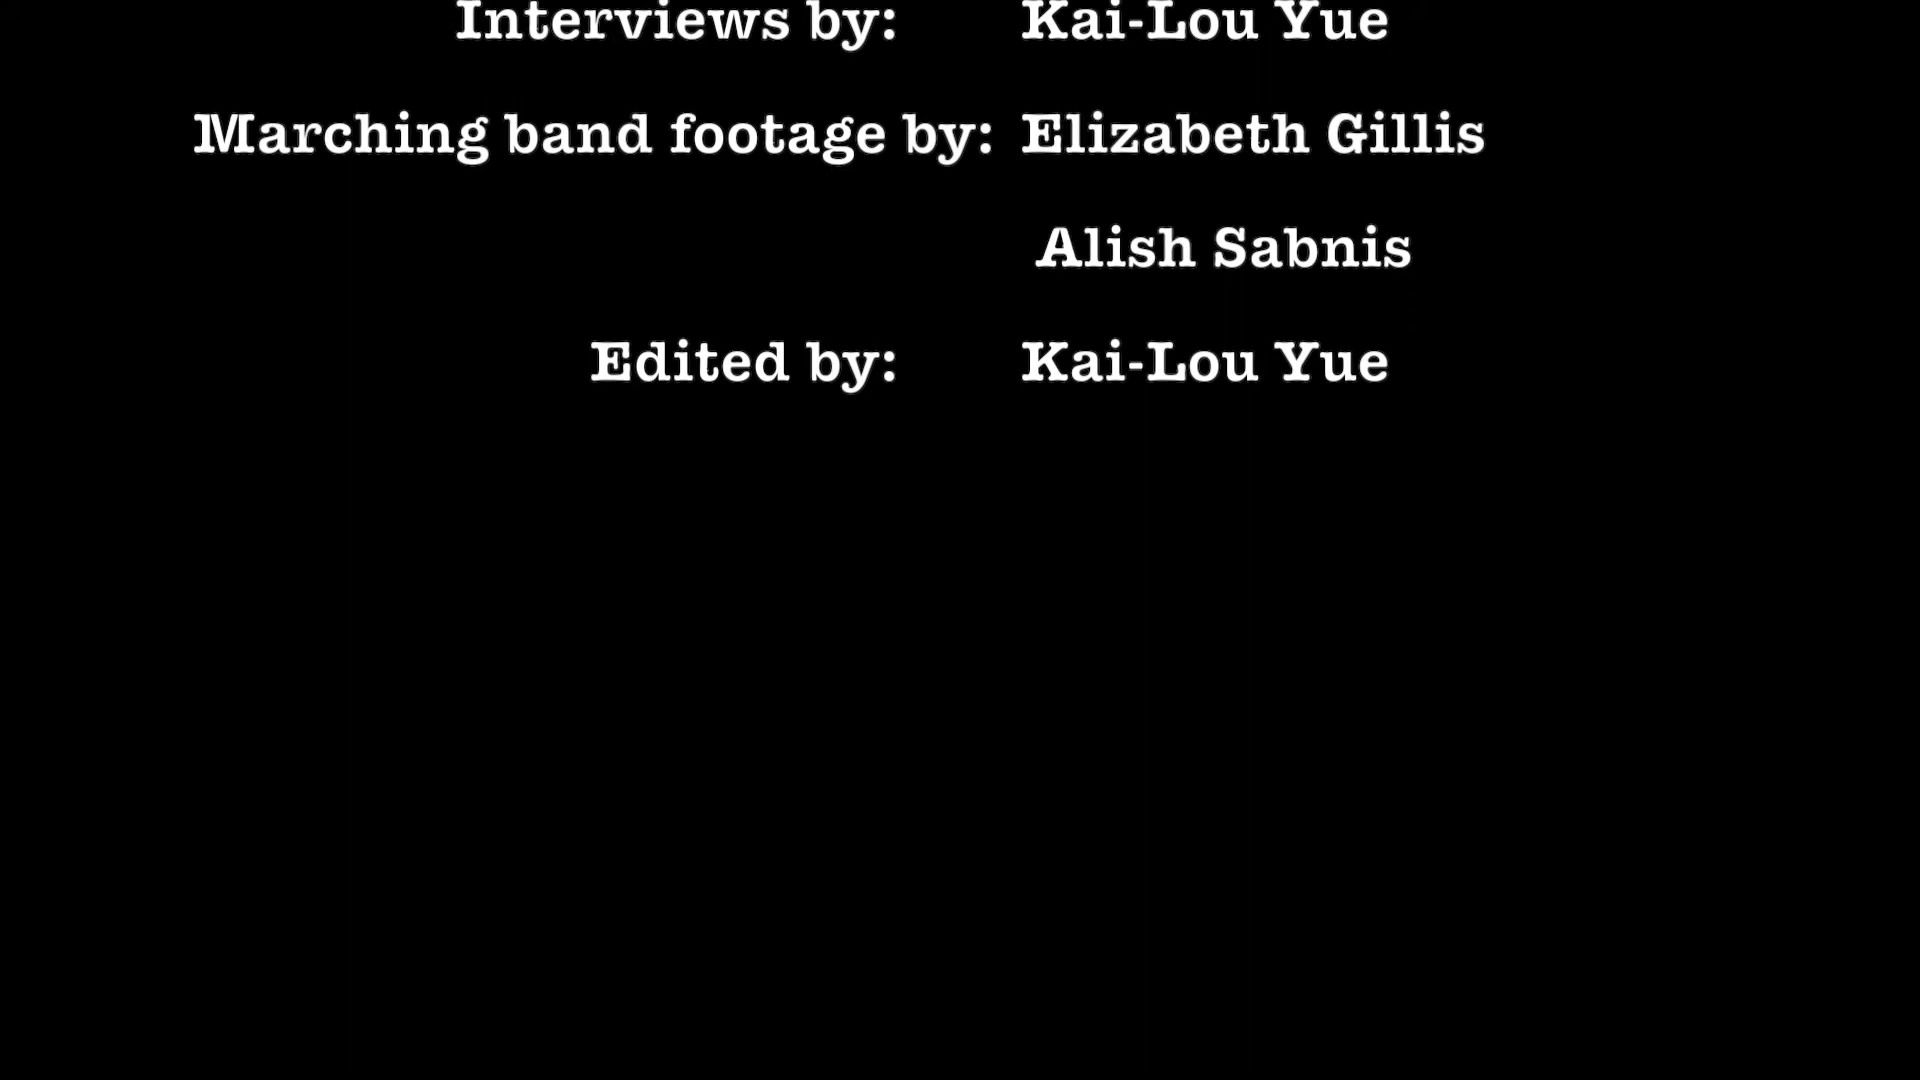 Interviews by: Kai-Lou Yue
Marching band footage by: Elizabeth Gillis
Alish Sabnis
Edited by: Kai-Lou Yue